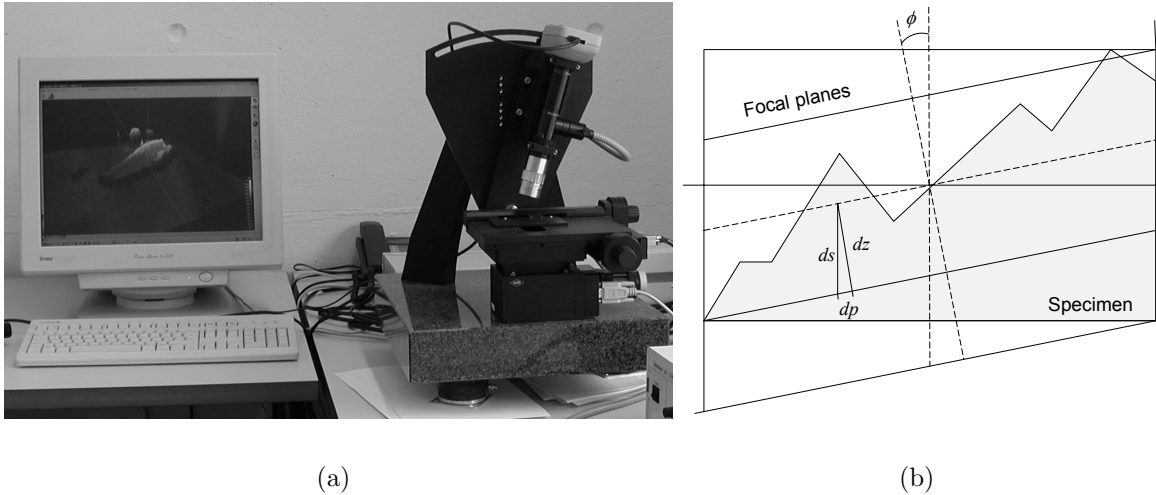 ϕ
Focal planes
ds
dz
dp
Specimen
(a)
(b)